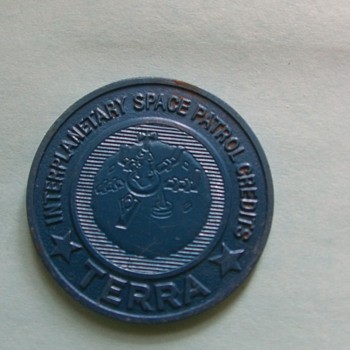 INTERPLANETARY SPACE PATROL CREDITS
TERRA